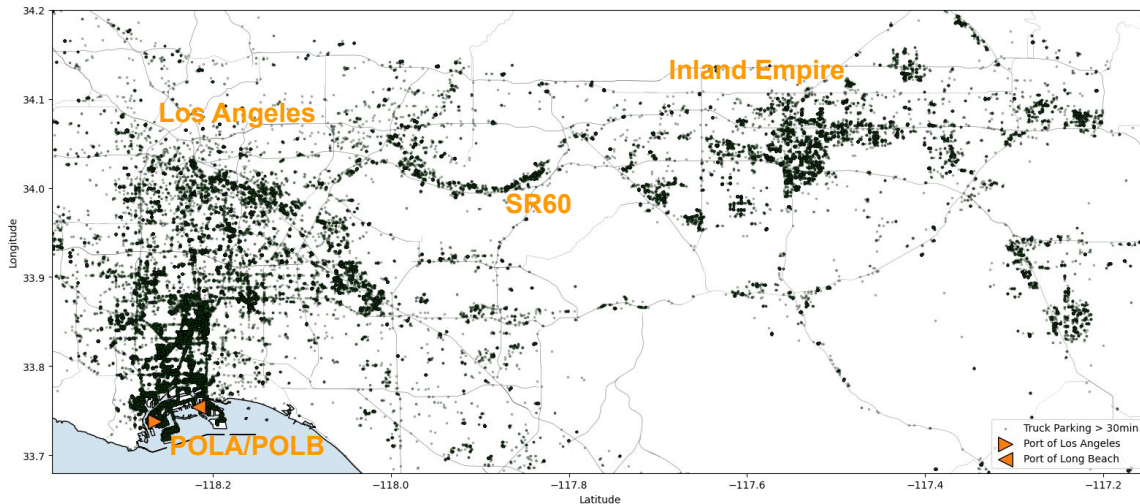 34.2
34.1
34.0
33.9
33.8
33.7
Longitude
Los Angeles
Inland Empire
SR60
POLA/POLB
Truck Parking > 30min
Port of Los Angeles
Port of Long Beach
−118.2
−118.0
−117.8
−117.6
−117.4
−117.2
Latitude